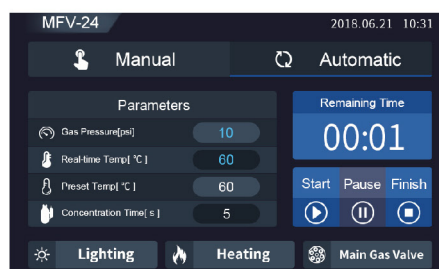 MFV-24
2018.06.21 10:31
Manual
Automatic
Parameters
Gas Pressure[psi] 10
Real-time Temp[ ℃ ] 60
Preset Temp[ ℃ ] 60
Concentration Time[ s ] 5
Remaining Time
00:01
Start Pause Finish
Lighting
Heating
Main Gas Valve